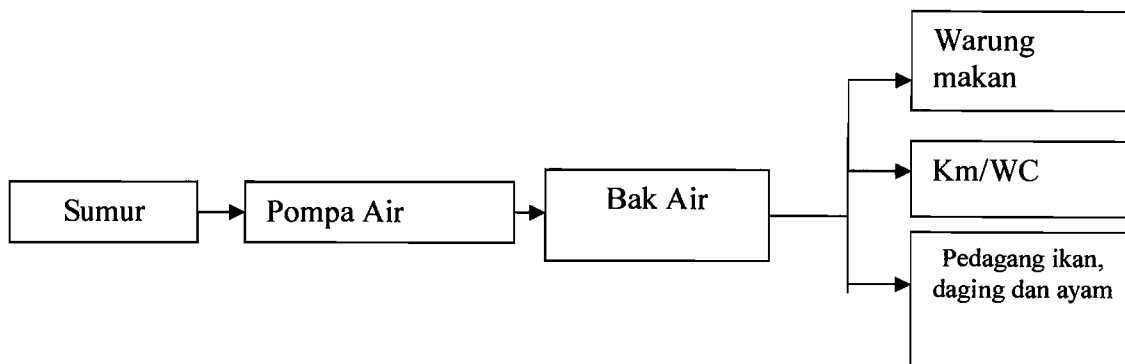 Warung
makan
Km/WC
Sumur
Pompa Air
Bak Air
Pedagang ikan,
daging dan ayam